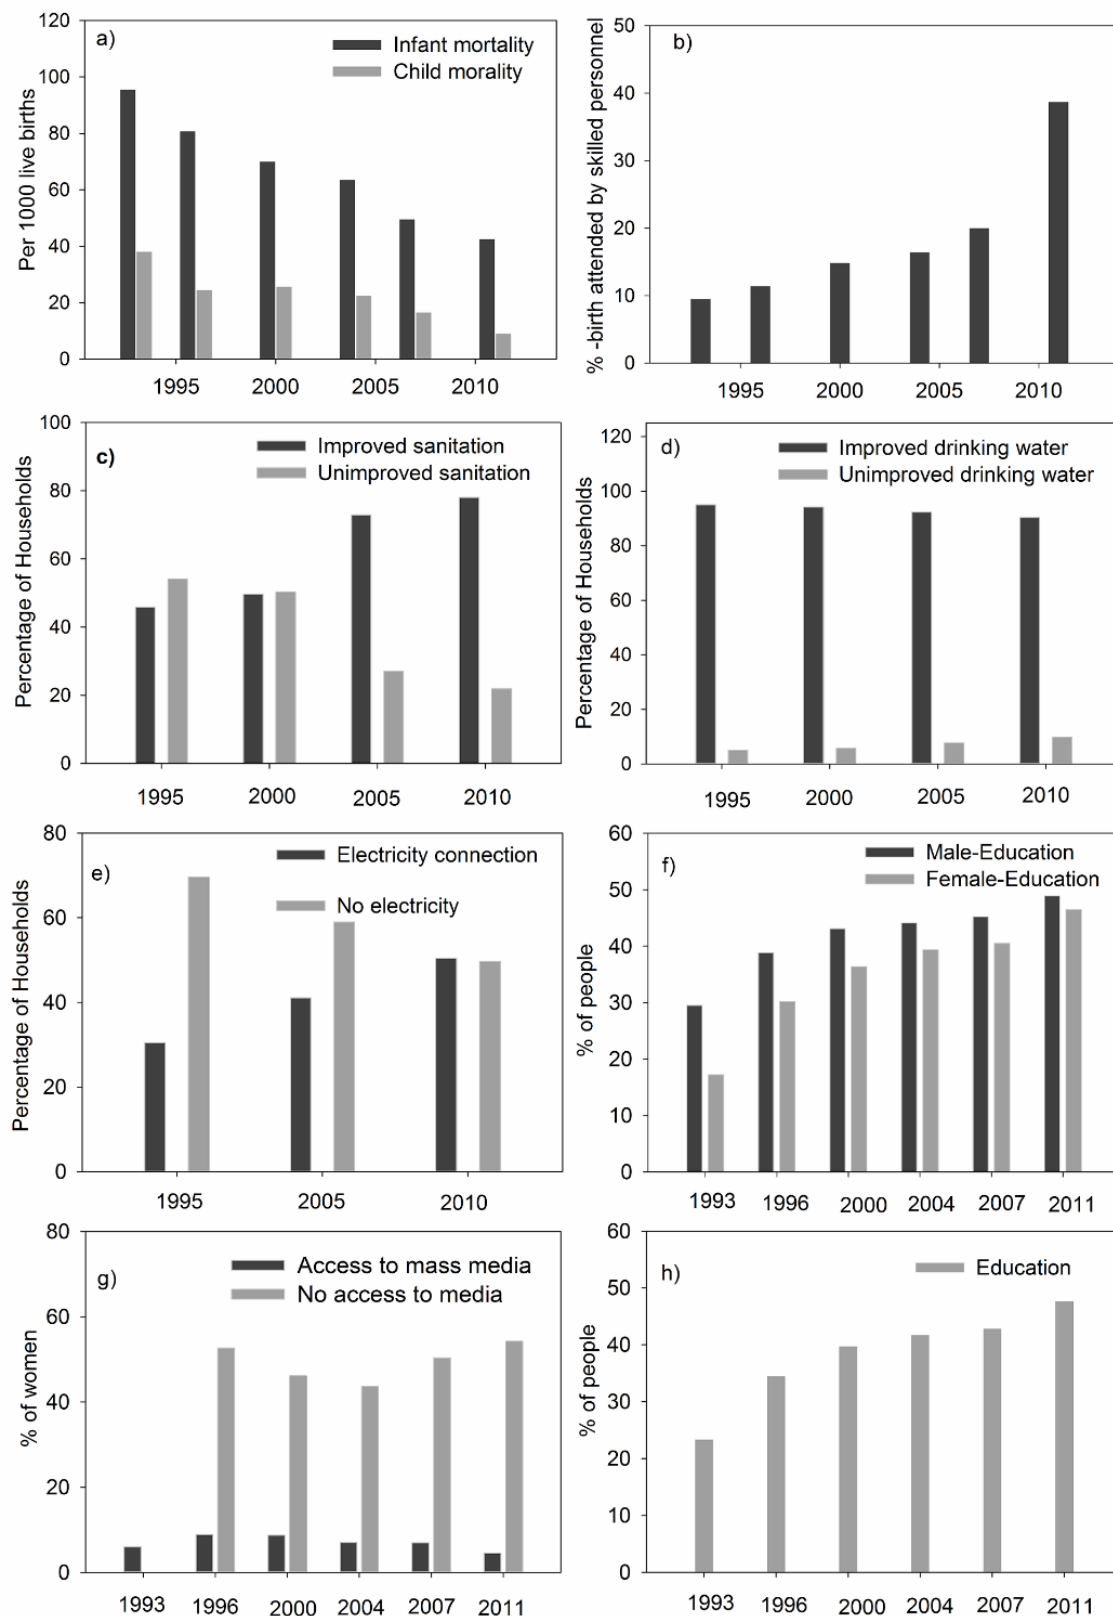 a)
Infant mortality
Child morality
Per 1000 live births
120
100
80
60
40
20
0
1995 2000 2005 2010
b)
% -birth attended by skilled personnel
50
40
30
20
10
0
1995 2000 2005 2010
c)
Improved sanitation
Unimproved sanitation
Percentage of Households
100
80
60
40
20
0
1995 2000 2005 2010
d)
Improved drinking water
Unimproved drinking water
Percentage of Households
120
100
80
60
40
20
0
1995 2000 2005 2010
e)
Electricity connection
No electricity
Percentage of Households
80
60
40
20
0
1995 2005 2010
f)
Male-Education
Female-Education
% of people
60
50
40
30
20
10
0
1993 1996 2000 2004 2007 2011
g)
Access to mass media
No access to media
% of women
80
60
40
20
0
1993 1996 2000 2004 2007 2011
h)
Education
% of people
60
50
40
30
20
10
0
1993 1996 2000 2004 2007 2011